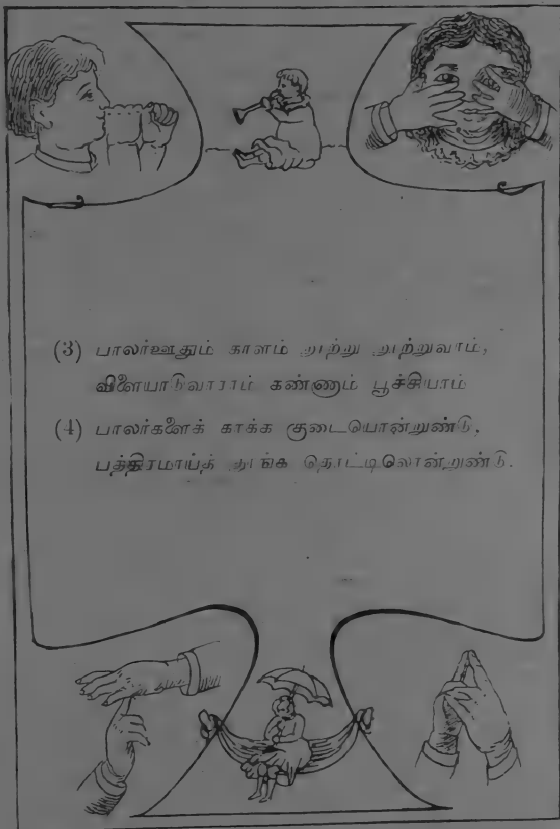 (3) பாலர்ஊதும் காளம் றூற்று றூற்றுவாம்,
விளையாடுவாராம் கண்ணும் பூச்சியாம்
(4) பாலர்களைக் காக்க குடையொன்றுண்டு,
பத்திரமாய்த் தூங்க தொட்டிலொன்றுண்டு.